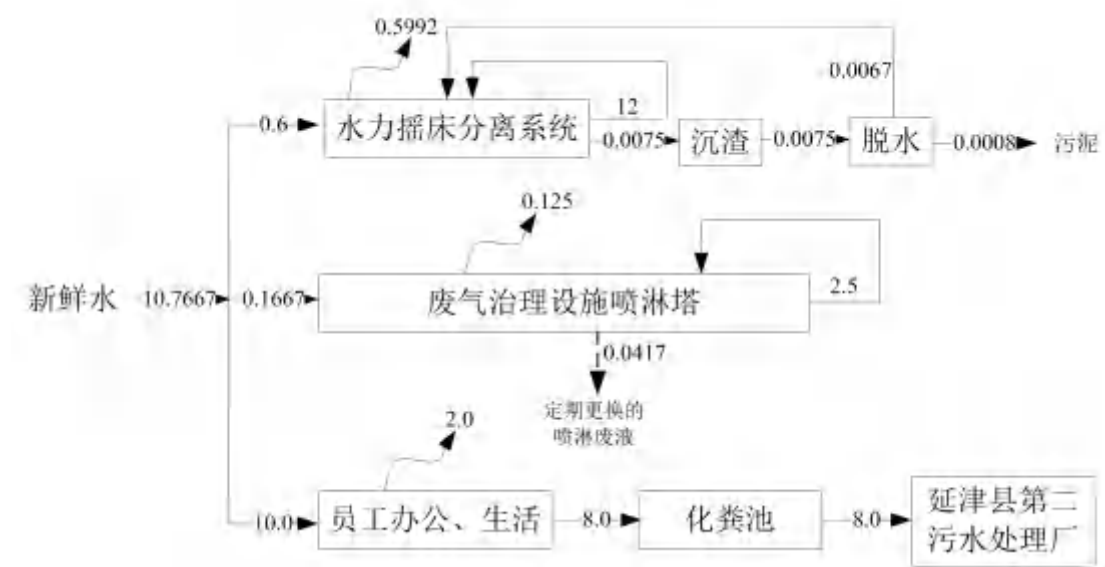 0.5992
0.0067
0.6
水力摇床分离系统
12
0.0075
沉渣
0.0075
脱水
0.0008
污泥
0.125
新鲜水
10.7667
0.1667
废气治理设施喷淋塔
2.5
0.0417
定期更换的
喷淋废液
2.0
10.0
员工办公、生活
8.0
化粪池
8.0
延津县第二
污水处理厂